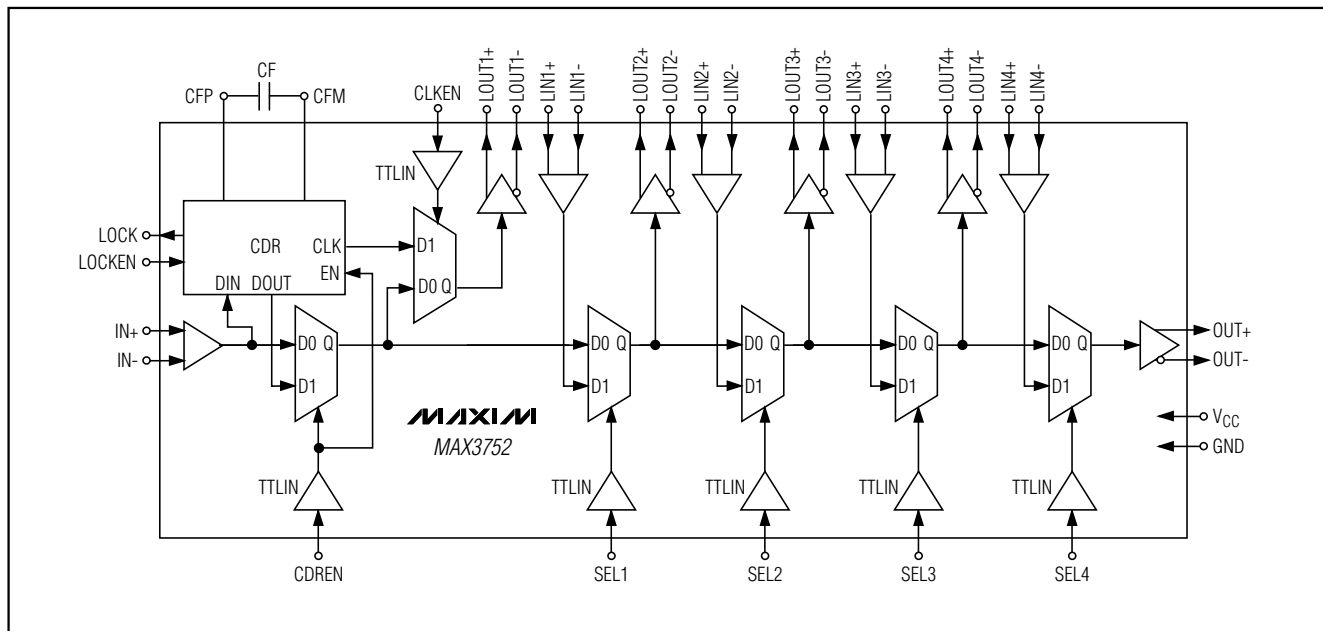 CF
CFP
CFM
CLKEN
LOUT1+
LOUT1-
LIN1+
LIN1-
LOUT2+
LOUT2-
LIN2+
LIN2-
LOUT3+
LOUT3-
LIN3+
LIN3-
LOUT4+
LOUT4-
LIN4+
LIN4-
TTLIN
LOCK
LOCKEN
CDR
CLK
EN
DIN
DOUT
D1
D0 Q
IN+
IN-
D0 Q
D1
D0 Q
D1
D0 Q
D1
D0 Q
D1
D0 Q
D1
OUT+
OUT-
MAXIM
MAX3752
VCC
GND
TTLIN
TTLIN
TTLIN
TTLIN
TTLIN
CDREN
SEL1
SEL2
SEL3
SEL4